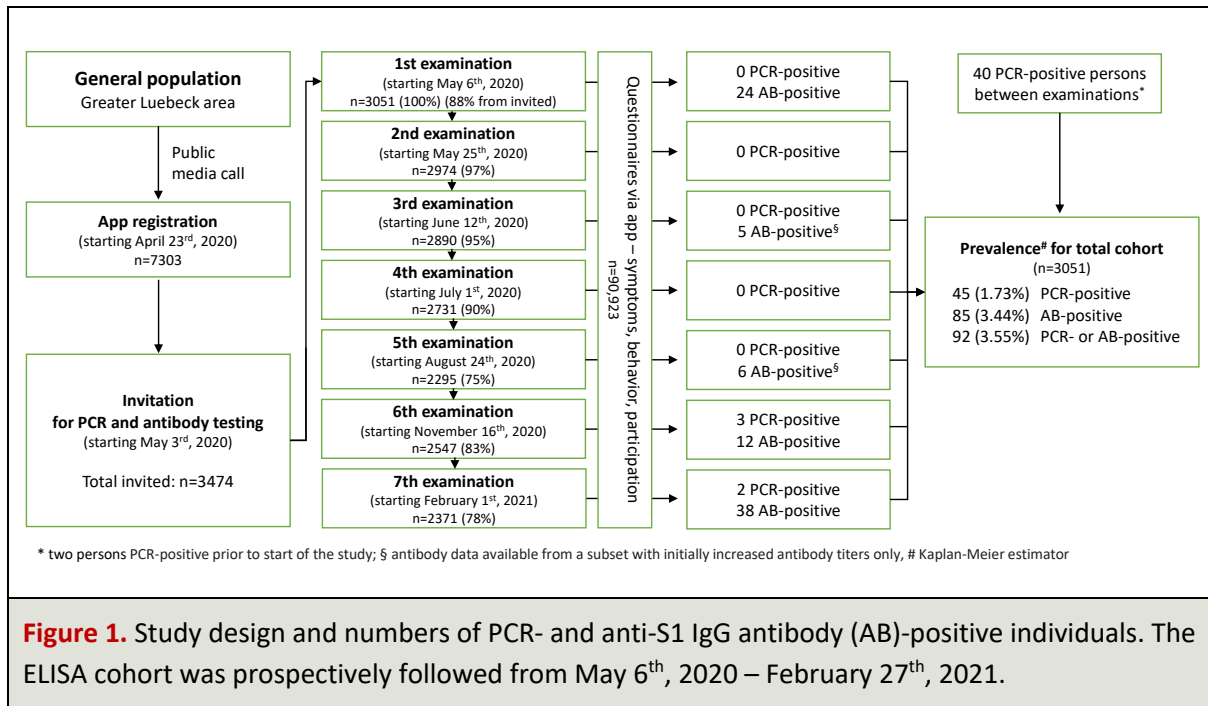 General population
Greater Luebeck area
Public
media call
App registration
(starting April 23rd, 2020)
n=7303
Invitation
for PCR and antibody testing
(starting May 3rd, 2020)
Total invited: n=3474
1st examination
(starting May 6th, 2020)
n=3051 (100%) (88% from invited)
2nd examination
(starting May 25th, 2020)
n=2974 (97%)
3rd examination
(starting June 12th, 2020)
n=2890 (95%)
4th examination
(starting July 1st, 2020)
n=2731 (90%)
5th examination
(starting August 24th, 2020)
n=2295 (75%)
6th examination
(starting November 16th, 2020)
n=2547 (83%)
7th examination
(starting February 1st, 2021)
n=2371 (78%)
Questionnaires via app – symptoms, behavior, participation
n=90,923
0 PCR-positive
24 AB-positive
0 PCR-positive
0 PCR-positive
5 AB-positive§
0 PCR-positive
0 PCR-positive
6 AB-positive§
3 PCR-positive
12 AB-positive
2 PCR-positive
38 AB-positive
40 PCR-positive persons
between examinations*
Prevalence# for total cohort
(n=3051)
45 (1.73%) PCR-positive
85 (3.44%) AB-positive
92 (3.55%) PCR- or AB-positive
* two persons PCR-positive prior to start of the study; § antibody data available from a subset with initially increased antibody titers only, # Kaplan-Meier estimator
Figure 1. Study design and numbers of PCR- and anti-S1 IgG antibody (AB)-positive individuals. The
ELISA cohort was prospectively followed from May 6th, 2020 – February 27th, 2021.